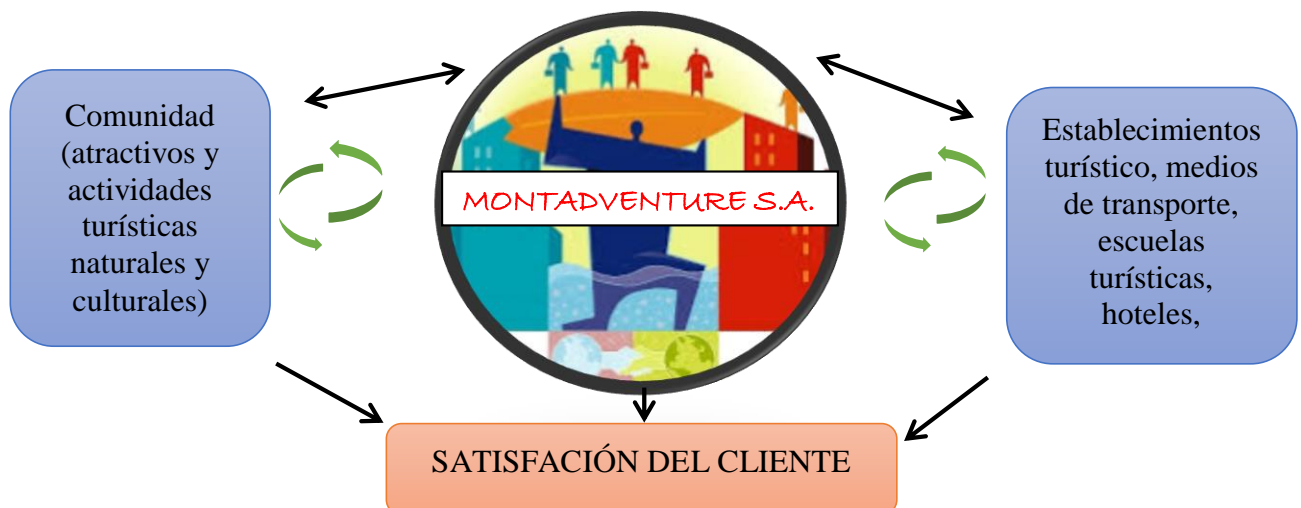 Comunidad
(atractivos y
actividades
turísticas
naturales y
culturales)
MONTADVENTURE S.A.
Establecimientos
turístico, medios
de transporte,
escuelas
turísticas,
hoteles,
SATISFACIÓN DEL CLIENTE